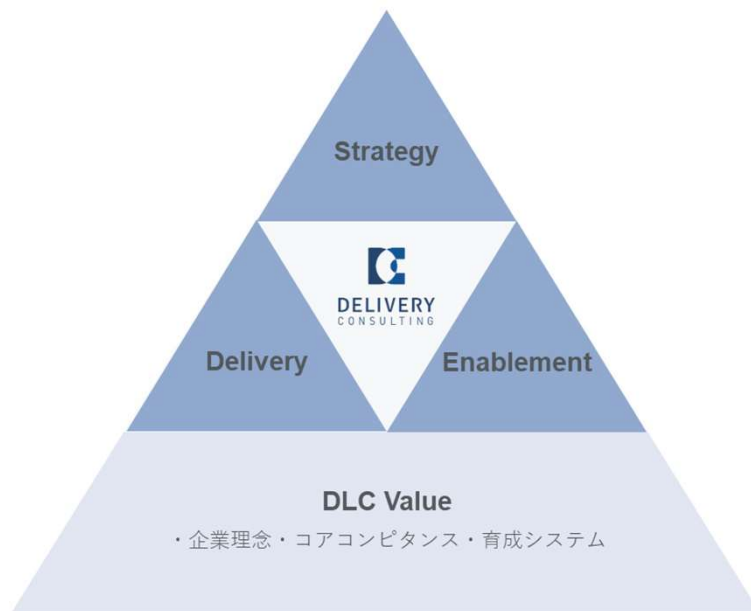 Strategy
DELIVERY
CONSULTING
Delivery
Enablement
DLC Value
・企業理念・コアコンピタンス・育成システム